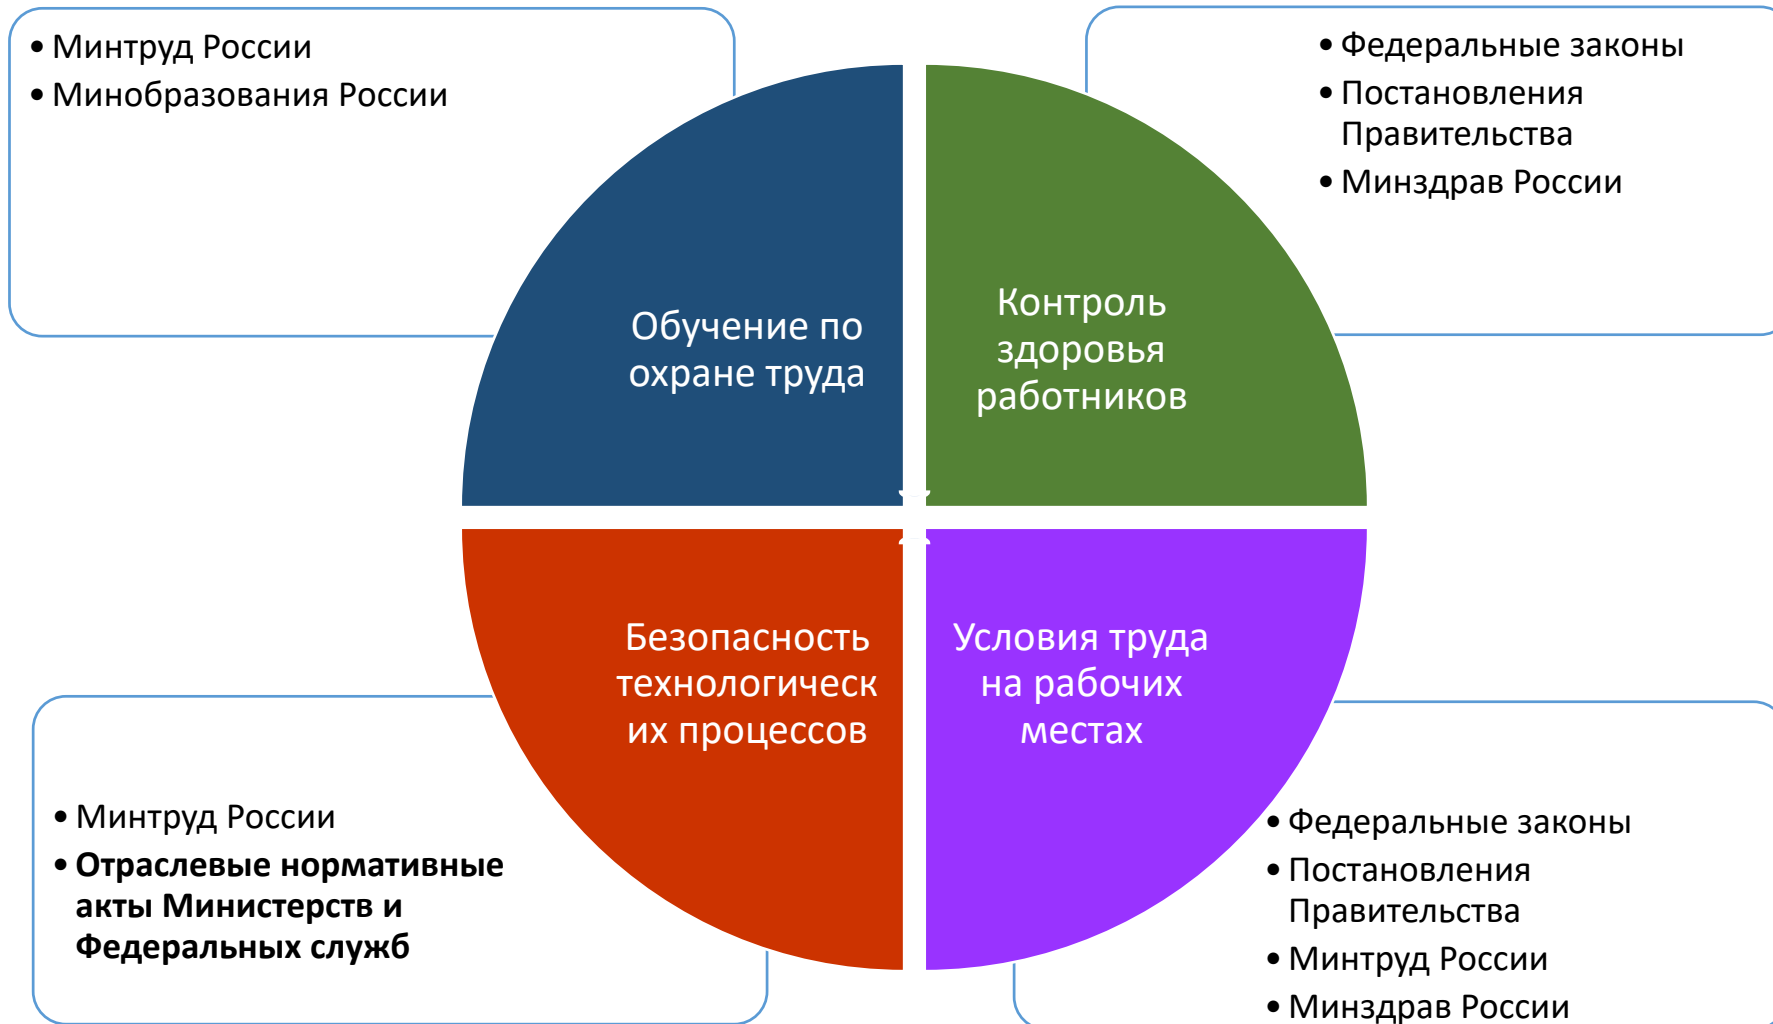 • Минтруд России
• Минобразования России
• Федеральные законы
• Постановления
Правительства
• Минздрав России
Обучение по
охране труда
Контроль
здоровья
работников
Безопасность
технологическ
их процессов
Условия труда
на рабочих
местах
• Минтруд России
• Отраслевые нормативные
акты Министерств и
Федеральных служб
• Федеральные законы
• Постановления
Правительства
• Минтруд России
• Минздрав России